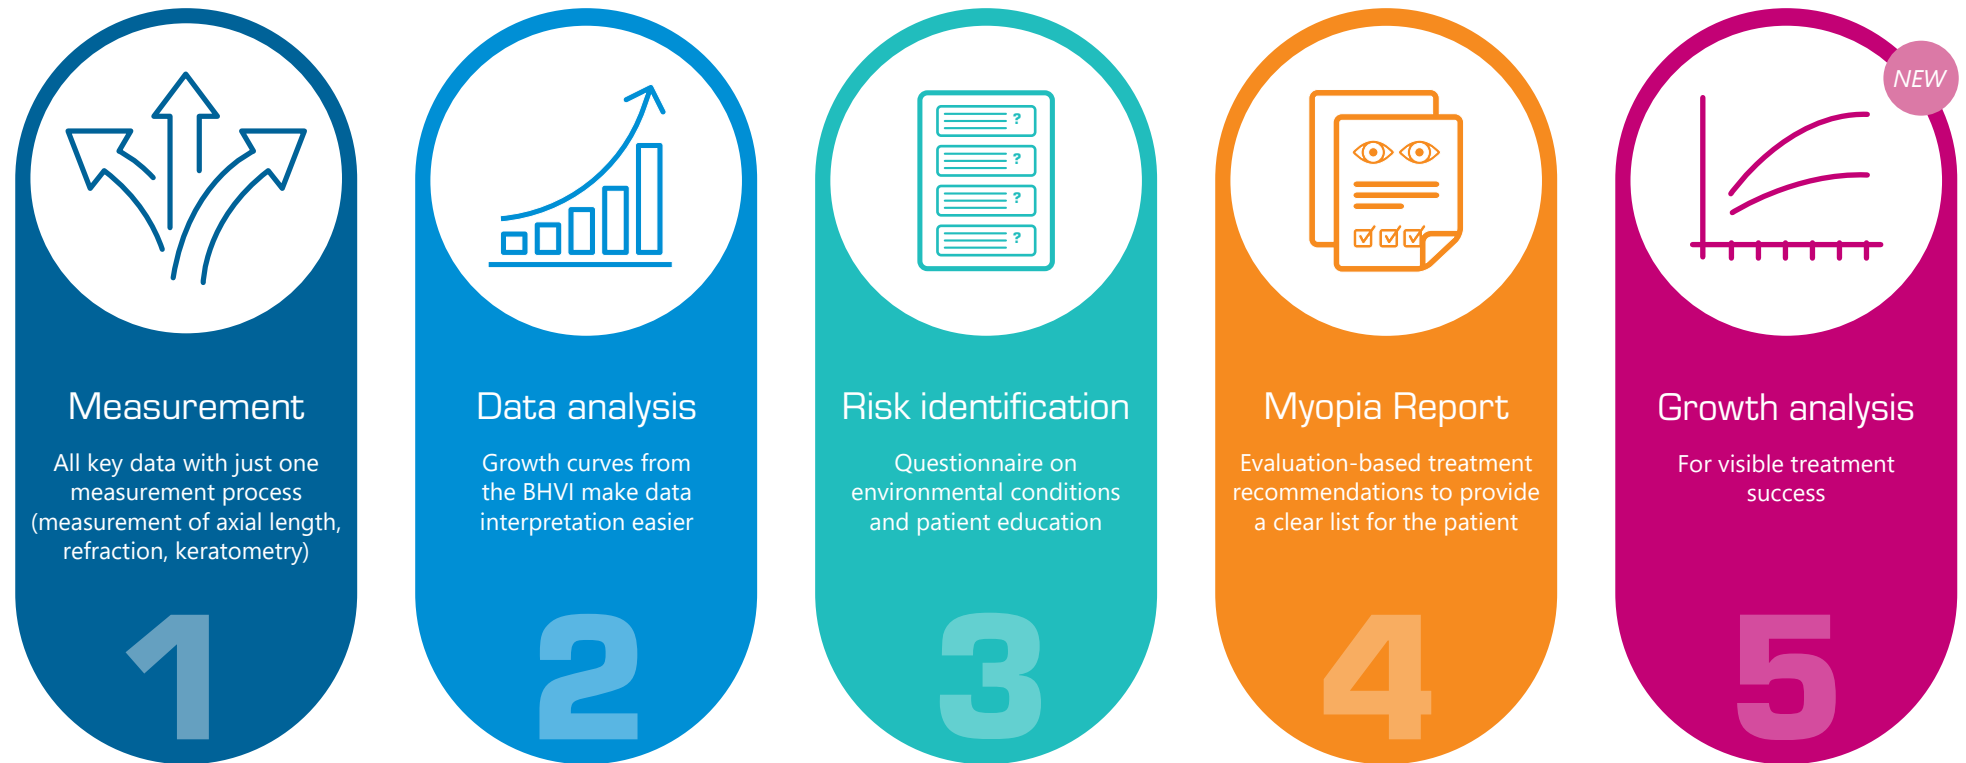 NEW
?
?
?
?
Measurement
All key data with just one
measurement process
(measurement of axial length,
refraction, keratometry)
1
Data analysis
Growth curves from
the BHVI make data
interpretation easier
2
Risk identification
Questionnaire on
environmental conditions
and patient education
3
Myopia Report
Evaluation-based treatment
recommendations to provide
a clear list for the patient
4
Growth analysis
For visible treatment
success
5